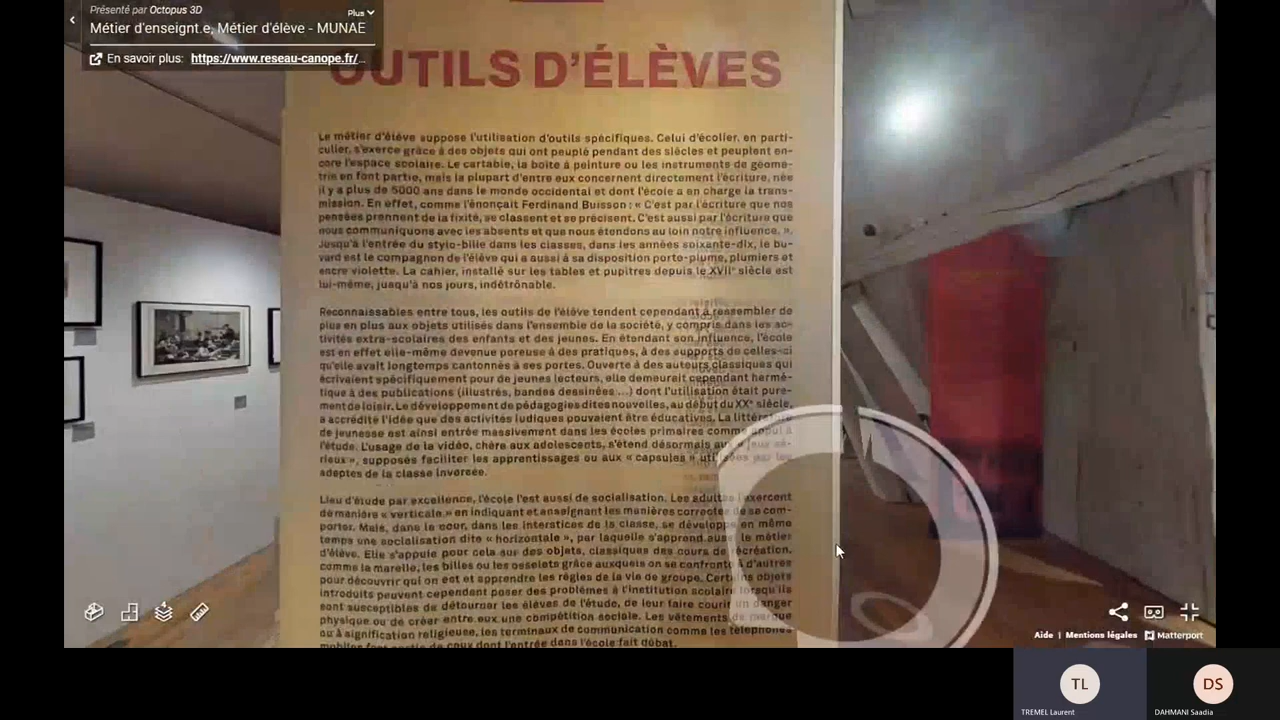 Présenté par Octopus 3D
Plus
Métier d'enseignt.e, Métier d'élève - MUNAE
En savoir plus: https://www.reseau-canope.fr/...
OUTILS D'ÉLÈVES
Le métier d'élève suppose l'utilisation d'outils spécifiques. Celui d'écolier, en parti-
culier, s'exerce grâce à des objets qui ont peuplé pendant des siècles et peuplent en-
core l'espace scolaire. Le cartable, la boîte à peinture ou les instruments de géomé-
trie en font partie, mais la plupart d'entre eux concernent directement l'écriture, née
il y a plus de 5000 ans dans le monde occidental et dont l'école a en charge la trans-
mission. En effet, comme l'énonçait Ferdinand Buisson : « C'est par l'écriture que nos
pensées prennent de la fixité, se classent et se précisent. C'est aussi par l'écriture que
nous communiquons avec les absents et que nous étendons au loin notre influence. ».
Jusqu'à l'entrée du stylo-bille dans les classes, dans les années soixante-dix, le bu-
vard est le compagnon de l'élève qui a aussi à sa disposition porte-plume, plumiers et
encre violette. La cahier, installé sur les tables et pupitres depuis le XVIIe siècle est
lui-même, jusqu'à nos jours, indétrônable.
Reconnaissables entre tous, les outils de l'élève tendent cependant à ressembler de
plus en plus aux objets utilisés dans l'ensemble de la société, y compris dans les ac-
tivités extra-scolaires des enfants et des jeunes. En étendant son influence, l'école
est en effet elle-même devenue poreuse à des pratiques, à des supports de celles-ci
qu'elle avait longtemps cantonnés à ses portes. Ouverte à des auteurs classiques qui
écrivaient spécifiquement pour de jeunes lecteurs, elle demeurait cependant hermé-
tique à des publications (illustrés, bandes dessinées ...) dont l'utilisation était pure-
ment de loisir. Le développement de pédagogies dites nouvelles, au début du XXe siècle,
a accrédité l'idée que des activités ludiques pouvaient être éducatives. La littérature
de jeunesse est ainsi entrée massivement dans les écoles primaires comme appui à
l'étude. L'usage de la vidéo, chère aux adolescents, s'étend désormais aux « jeux sé-
rieux », supposés faciliter les apprentissages ou aux « capsules » utilisées par les
adeptes de la classe inversée.
Lieu d'étude par excellence, l'école l'est aussi de socialisation. Les adultes l'exercent
de manière « verticale » en indiquant et enseignant les manières correctes de se com-
porter. Mais, dans la cour, dans les interstices de la classe, se développe en même
temps une socialisation dite « horizontale », par laquelle s'apprend aussi le métier
d'élève. Elle s'appuie pour cela sur des objets, classiques des cours de récréation,
comme la marelle, les billes ou les osselets grâce auxquels on se confronte à d'autres
pour découvrir qui on est et apprendre les règles de la vie de groupe. Certains objets
introduits peuvent cependant poser des problèmes à l'institution scolaire lorsqu'ils
sont susceptibles de détourner les élèves de l'étude, de leur faire courir un danger
physique ou de créer entre eux une compétition sociale. Les vêtements de marque
ou à signification religieuse, les terminaux de communication comme les téléphones
mobiles font partie de ceux dont l'entrée dans l'école fait débat.
Aide | Mentions légales Matterport
TL
DS
TREMEL Laurent
DAHMANI Saadia